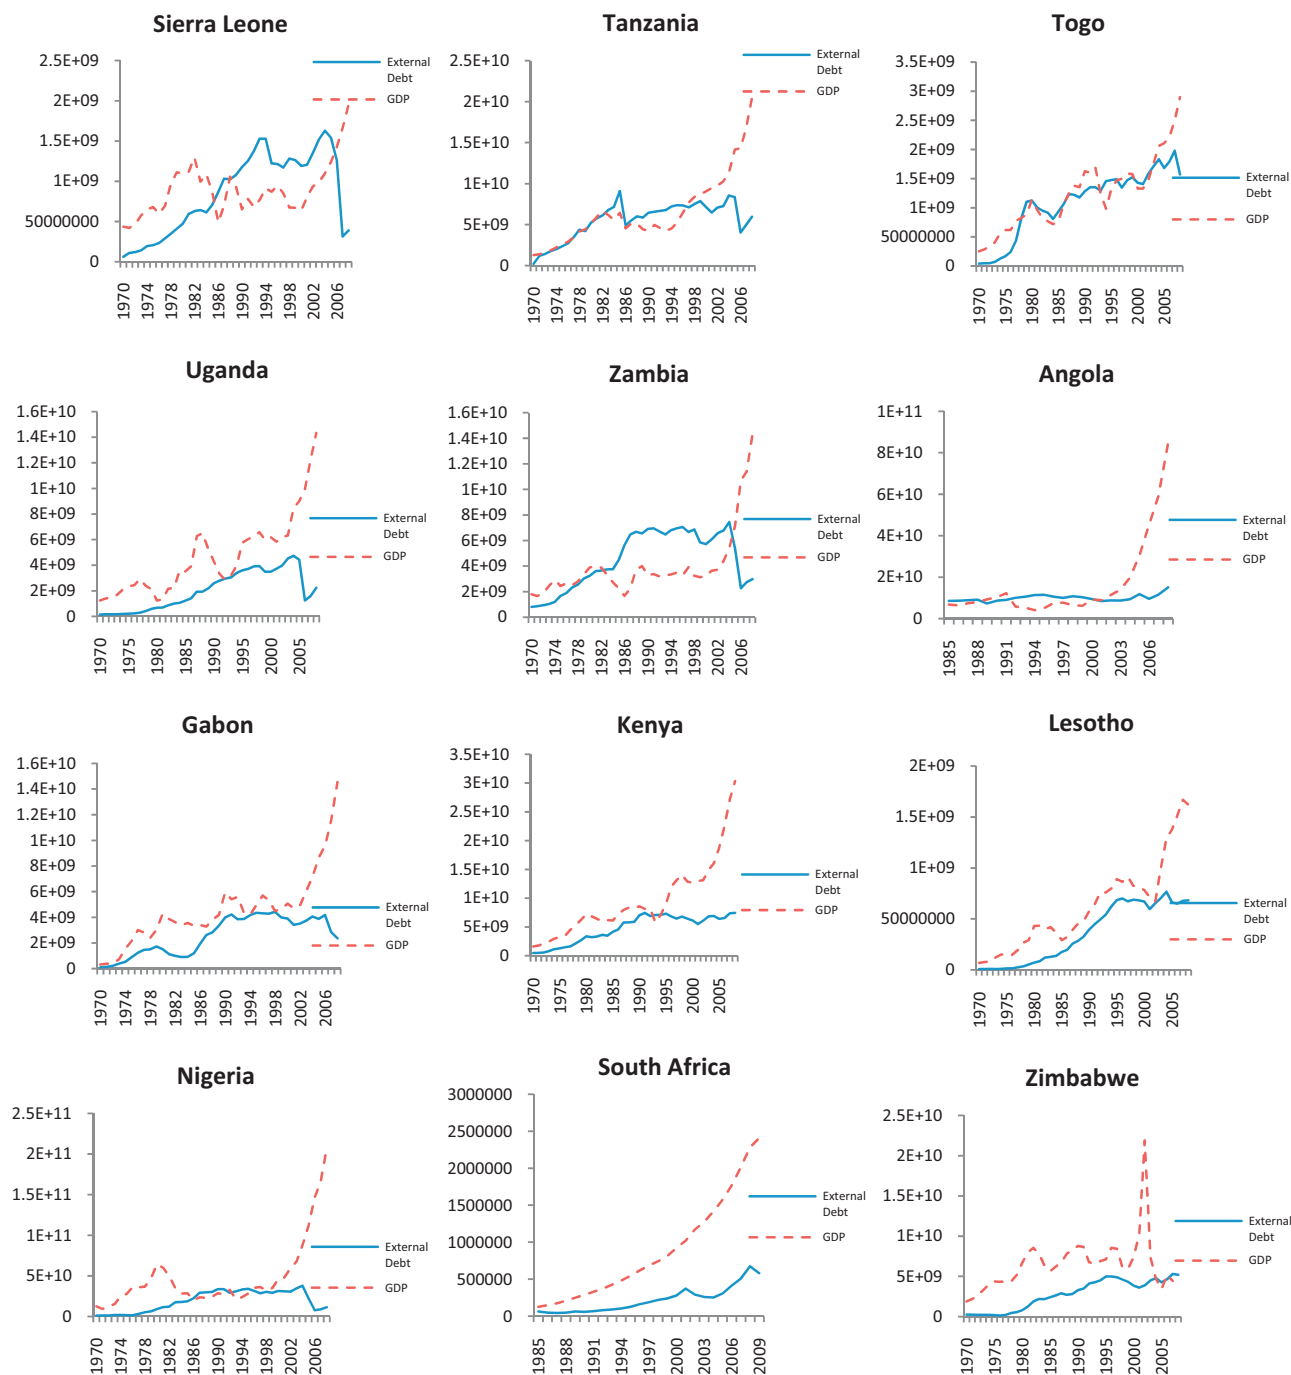 Sierra Leone
2.5E+09
2E+09
1.5E+09
1E+09
50000000
0
1970
1974
1978
1982
1986
1990
1994
1998
2002
2006
External
Debt
GDP
Tanzania
2.5E+10
2E+10
1.5E+10
1E+10
5E+09
0
1970
1974
1978
1982
1986
1990
1994
1998
2002
2006
External
Debt
GDP
Togo
3.5E+09
3E+09
2.5E+09
2E+09
1.5E+09
1E+09
50000000
0
1970
1975
1980
1985
1990
1995
2000
2005
External
Debt
GDP
Uganda
1.6E+10
1.4E+10
1.2E+10
1E+10
8E+09
6E+09
4E+09
2E+09
0
1970
1975
1980
1985
1990
1995
2000
2005
External
Debt
GDP
Zambia
1.6E+10
1.4E+10
1.2E+10
1E+10
8E+09
6E+09
4E+09
2E+09
0
1970
1974
1978
1982
1986
1990
1994
1998
2002
2006
External
Debt
GDP
Angola
1E+11
8E+10
6E+10
4E+10
2E+10
0
1985
1988
1991
1994
1997
2000
2003
2006
External
Debt
GDP
Gabon
1.6E+10
1.4E+10
1.2E+10
1E+10
8E+09
6E+09
4E+09
2E+09
0
1970
1974
1978
1982
1986
1990
1994
1998
2002
2006
External
Debt
GDP
Kenya
3.5E+10
3E+10
2.5E+10
2E+10
1.5E+10
1E+10
5E+09
0
1970
1975
1980
1985
1990
1995
2000
2005
External
Debt
GDP
Lesotho
2E+09
1.5E+09
1E+09
50000000
0
1970
1975
1980
1985
1990
1995
2000
2005
External
Debt
GDP
Nigeria
2.5E+11
2E+11
1.5E+11
1E+11
5E+10
0
1970
1974
1978
1982
1986
1990
1994
1998
2002
2006
External
Debt
GDP
South Africa
3000000
2500000
2000000
1500000
1000000
500000
0
1985
1988
1991
1994
1997
2000
2003
2006
2009
External
Debt
GDP
Zimbabwe
2.5E+10
2E+10
1.5E+10
1E+10
5E+09
0
1970
1975
1980
1985
1990
1995
2000
2005
External
Debt
GDP